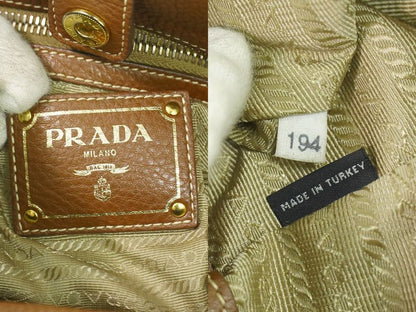 PRADA
MILANO
DAL 1913
194
MADE IN TURKEY